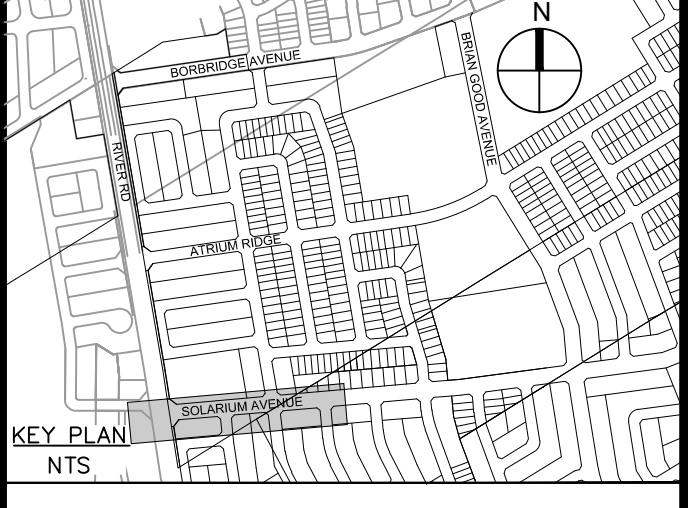 N
BORBRIDGE AVENUE
BRIAN GOOD AVENUE
RIVER RD
ATRIUM RIDGE
SOLARIUM AVENUE
KEY PLAN
NTS